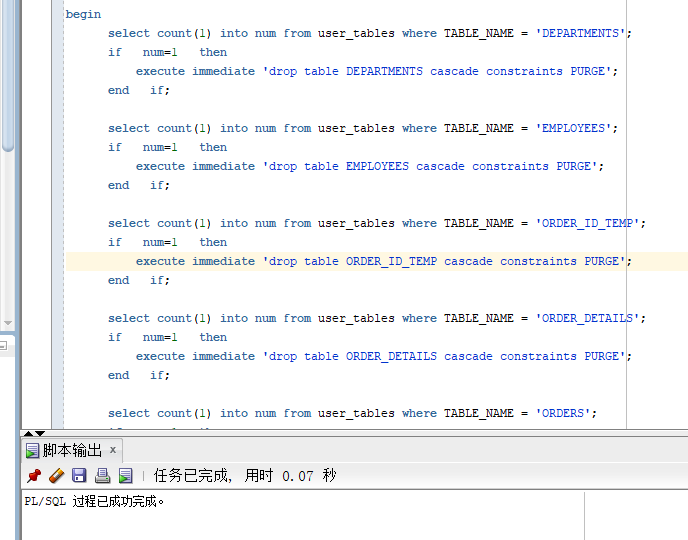 begin
select count(1) into num from user_tables where TABLE_NAME = 'DEPARTMENTS';
if   num=1   then
execute immediate 'drop table DEPARTMENTS cascade constraints PURGE';
end   if;
select count(1) into num from user_tables where TABLE_NAME = 'EMPLOYEES';
if   num=1   then
execute immediate 'drop table EMPLOYEES cascade constraints PURGE';
end   if;
select count(1) into num from user_tables where TABLE_NAME = 'ORDER_ID_TEMP';
if   num=1   then
execute immediate 'drop table ORDER_ID_TEMP cascade constraints PURGE';
end   if;
select count(1) into num from user_tables where TABLE_NAME = 'ORDER_DETAILS';
if   num=1   then
execute immediate 'drop table ORDER_DETAILS cascade constraints PURGE';
end   if;
select count(1) into num from user_tables where TABLE_NAME = 'ORDERS';
脚本输出 x
任务已完成, 用时 0.07 秒
PL/SQL 过程已成功完成。